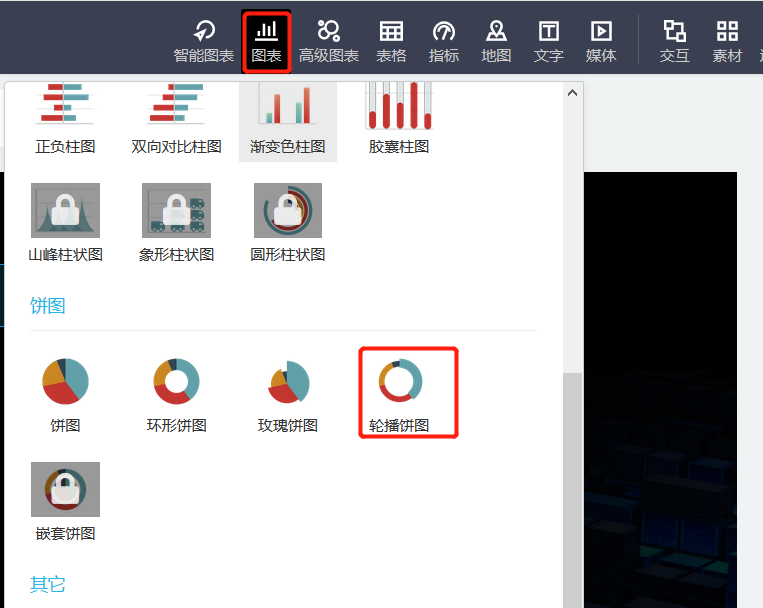 智能图表 图表 高级图表 表格 指标 地图 文字 媒体 交互 素材
正负柱图 双向对比柱图 渐变色柱图 胶囊柱图
山峰柱状图 象形柱状图 圆形柱状图
饼图
饼图 环形饼图 玫瑰饼图 轮播饼图
嵌套饼图
其它